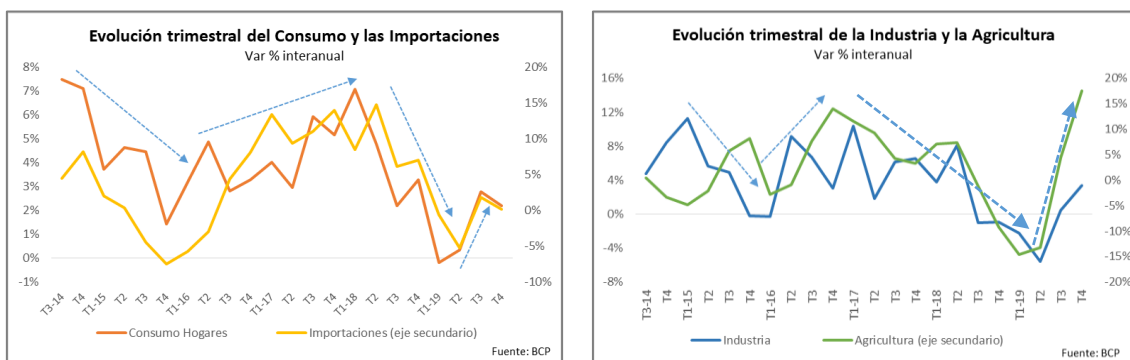 Evolución trimestral del Consumo y las Importaciones
Var % interanual
8%
7%
6%
5%
4%
3%
2%
1%
0%
-1%
20%
15%
10%
5%
0%
-5%
-10%
T3-14
T4
T1-15
T2
T3
T4
T1-16
T2
T3
T4
T1-17
T2
T3
T4
T1-18
T2
T3
T4
T1-19
T2
T3
T4
Consumo Hogares
Importaciones (eje secundario)
Fuente: BCP
Evolución trimestral de la Industria y la Agricultura
Var % interanual
16%
12%
8%
4%
0%
-4%
-8%
20%
15%
10%
5%
0%
-5%
-10%
-15%
-20%
T3-14
T4
T1-15
T2
T3
T4
T1-16
T2
T3
T4
T1-17
T2
T3
T4
T1-18
T2
T3
T4
T1-19
T2
T3
T4
Industria
Agricultura (eje secundario)
Fuente: BCP